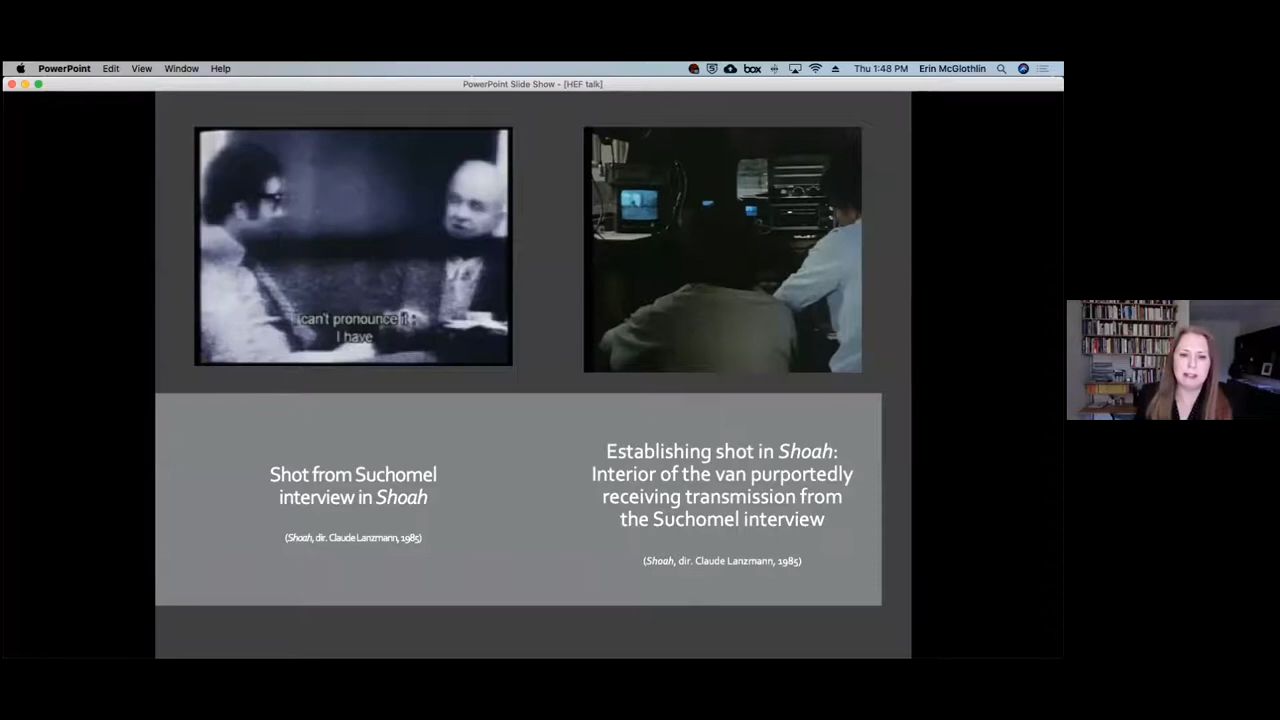 PowerPoint Edit View Window Help
box
Thu 1:48 PM Erin McGlothlin
PowerPoint Slide Show - [HEF talk]
I can't pronounce it;
I have
Shot from Suchomel
interview in Shoah
(Shoah, dir. Claude Lanzmann, 1985)
Establishing shot in Shoah:
Interior of the van purportedly
receiving transmission from
the Suchomel interview
(Shoah, dir. Claude Lanzmann, 1985)